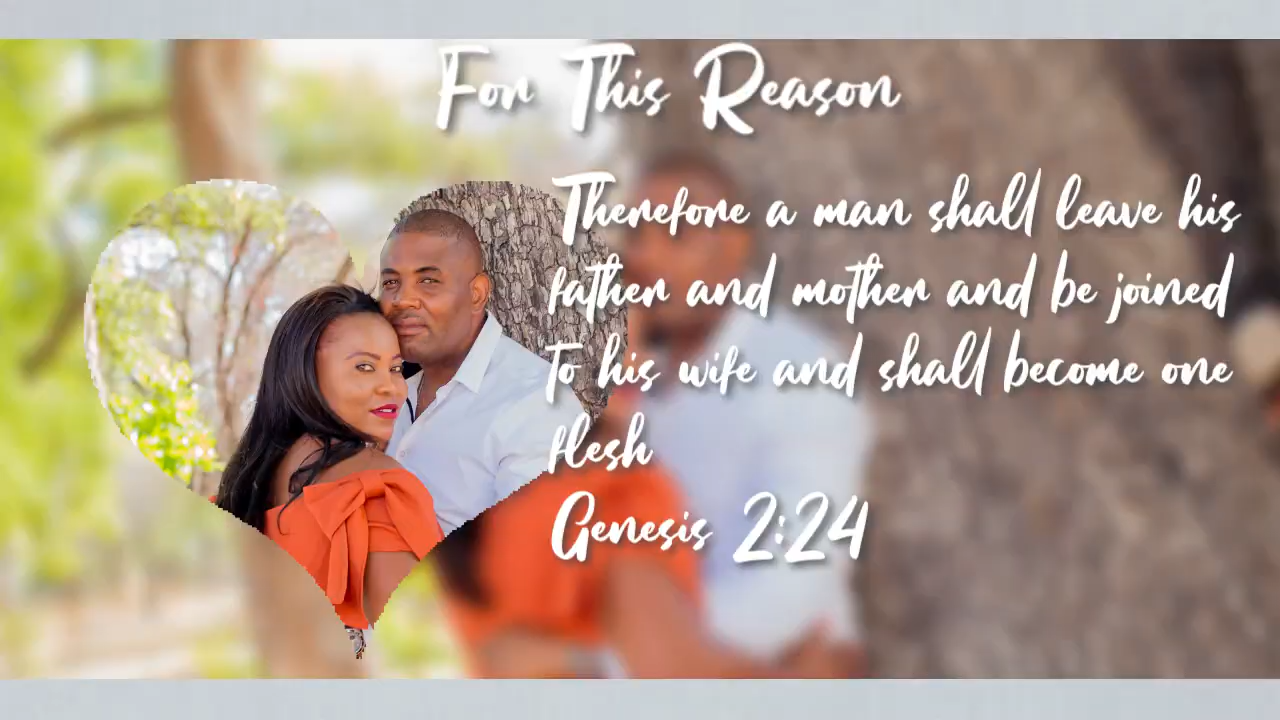 For This Reason
Therefore a man shall leave his
father and mother and be joined
to his wife and shall become one
flesh
Genesis 2:24